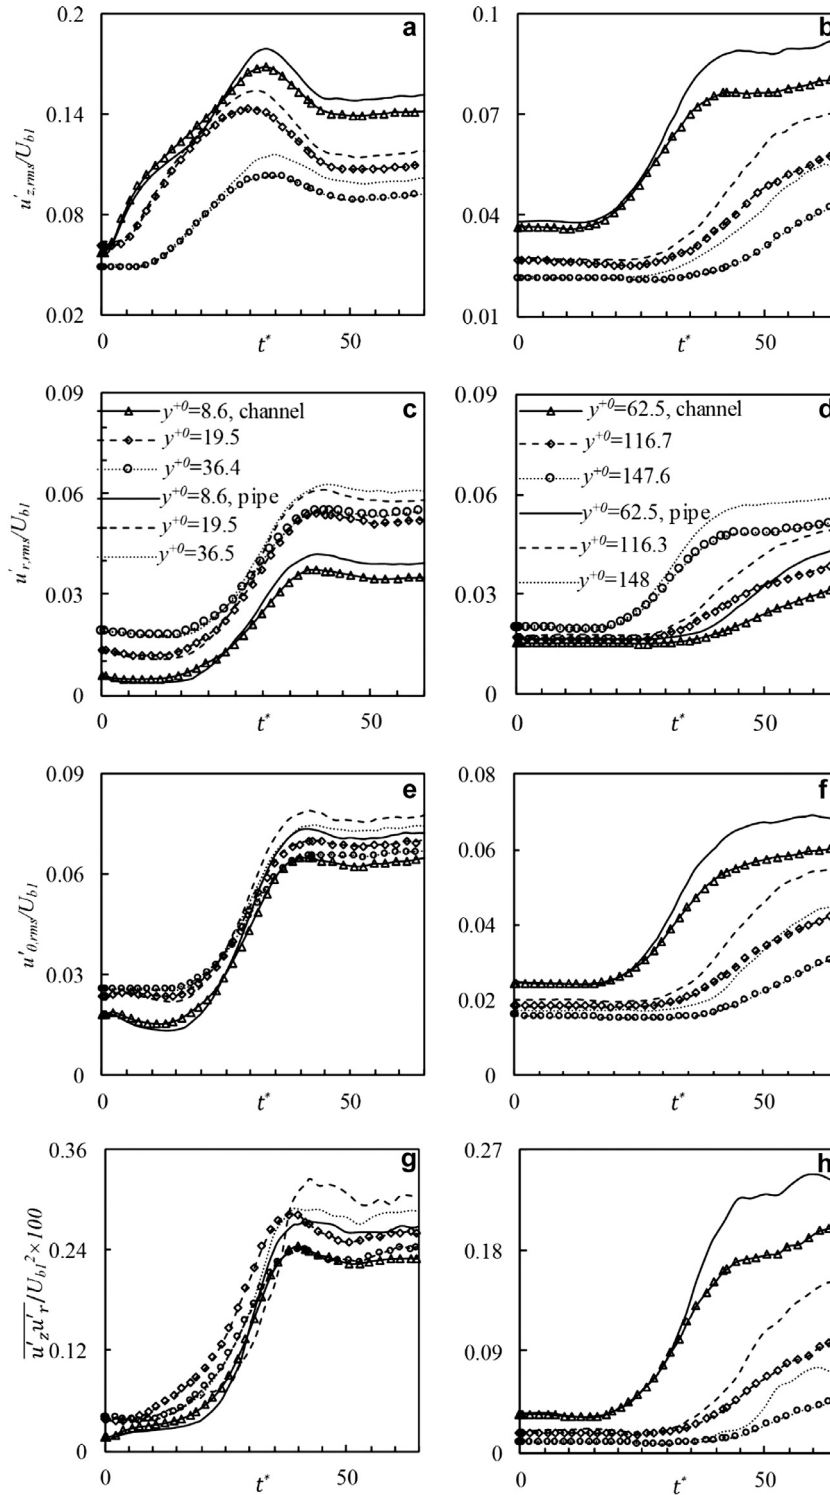 0.2
0.14
0.08
0.02
u′z,rms/Ub1
a
0
t*
50
0.1
0.07
0.04
0.01
b
0
t*
50
0.09
0.06
0.03
0
u′r,rms/Ub1
c
y+0=8.6, channel
y+0=19.5
y+0=36.4
y+0=8.6, pipe
y+0=19.5
y+0=36.5
0
t*
50
0.09
0.06
0.03
0
d
y+0=62.5, channel
y+0=116.7
y+0=147.6
y+0=62.5, pipe
y+0=116.3
y+0=148
0
t*
50
0.09
0.06
0.03
0
u′θ,rms/Ub1
e
0
t*
50
0.08
0.06
0.04
0.02
0
f
0
t*
50
0.36
0.24
0.12
0
u′zu′r/Ub1²×100
g
0
t*
50
0.27
0.18
0.09
0
h
0
t*
50